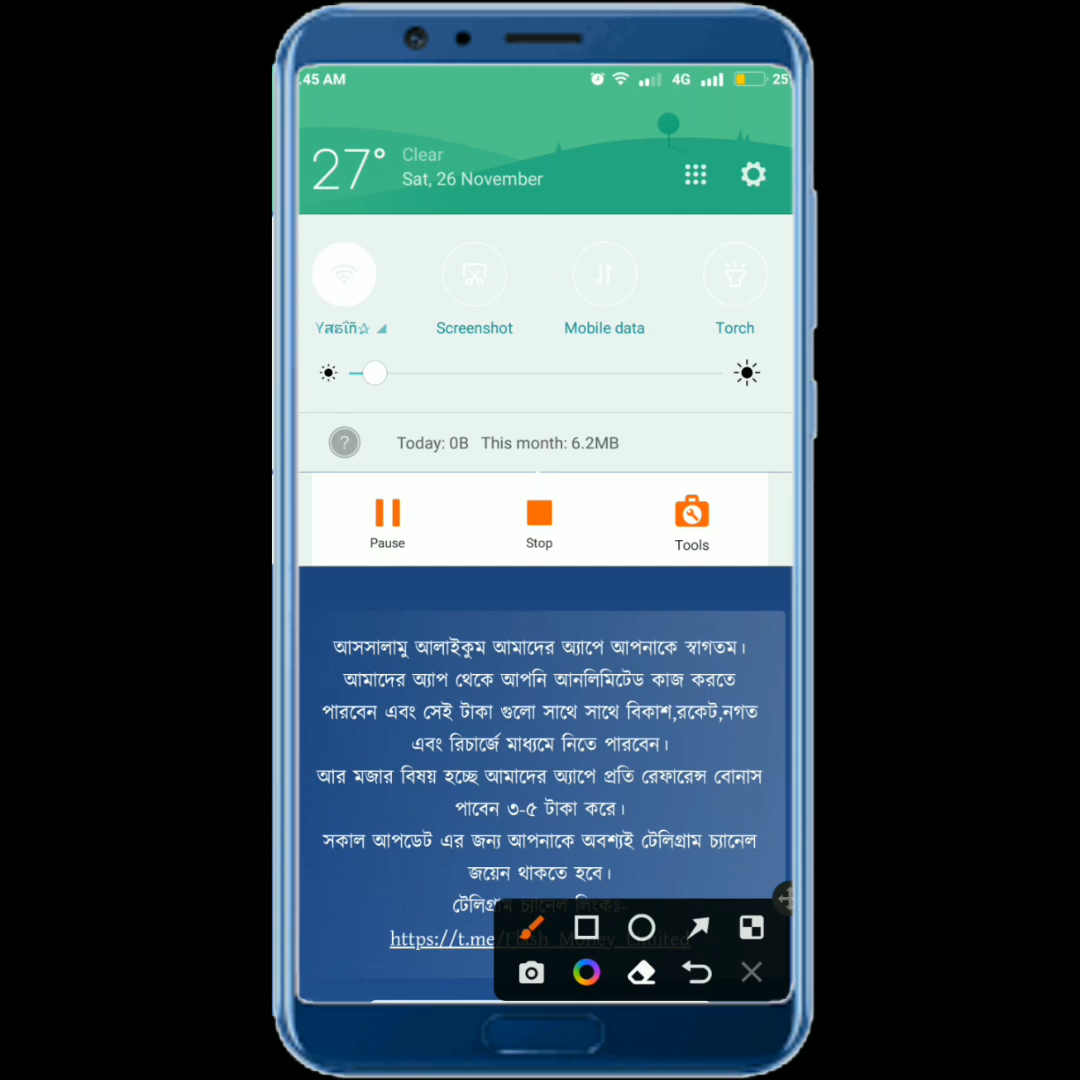 .45 AM 4G 25
27° Clear
Sat, 26 November
Screenshot Mobile data Torch
Today: 0B This month: 6.2MB
Pause Stop Tools
আসসালামু আলাইকুম আমাদের অ্যাপে আপনাকে স্বাগতম।
আমাদের অ্যাপ থেকে আপনি আনলিমিটেড কাজ করতে
পারবেন এবং সেই টাকা গুলো সাথে সাথে বিকাশ,রকেট,নগত
এবং রিচার্জে মাধ্যমে নিতে পারবেন।
আর মজার বিষয় হচ্ছে আমাদের অ্যাপে প্রতি রেফারেন্স বোনাস
পাবেন ৩-৫ টাকা করে।
সকাল আপডেট এর জন্য আপনাকে অবশ্যই টেলিগ্রাম চ্যানেল
জয়েন থাকতে হবে।
টেলিগ্রাম চ্যানেল লিংকঃ-
https://t.me/Flash_Money_Limited